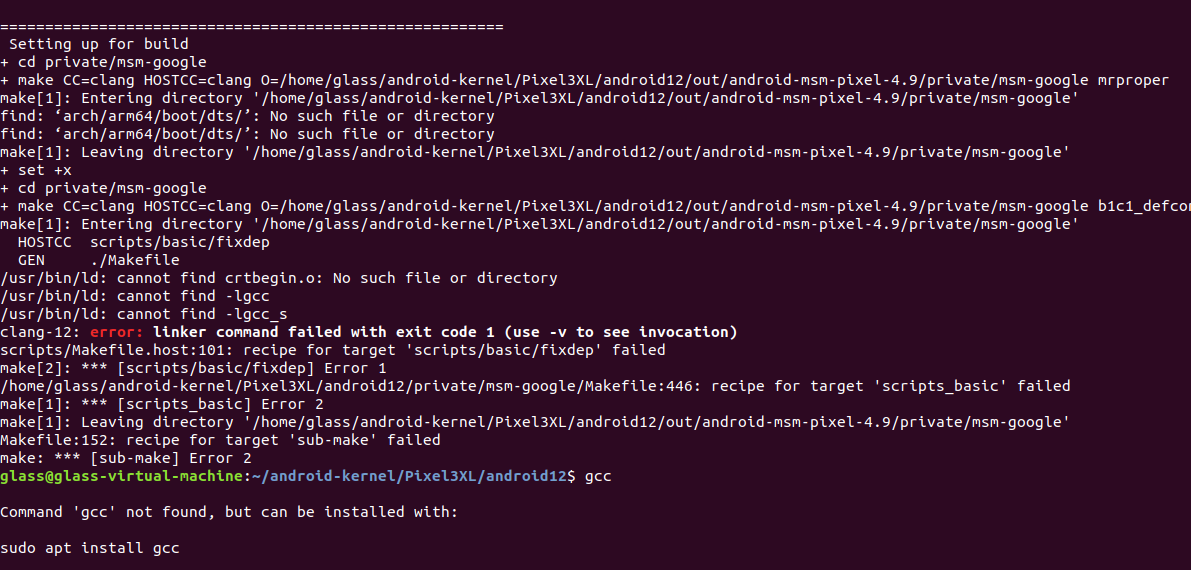 ========================================================
Setting up for build
+ cd private/msm-google
+ make CC=clang HOSTCC=clang O=/home/glass/android-kernel/Pixel3XL/android12/out/android-msm-pixel-4.9/private/msm-google mrproper
make[1]: Entering directory '/home/glass/android-kernel/Pixel3XL/android12/out/android-msm-pixel-4.9/private/msm-google'
find: ‘arch/arm64/boot/dts/’: No such file or directory
find: ‘arch/arm64/boot/dts/’: No such file or directory
make[1]: Leaving directory '/home/glass/android-kernel/Pixel3XL/android12/out/android-msm-pixel-4.9/private/msm-google'
+ set +x
+ cd private/msm-google
+ make CC=clang HOSTCC=clang O=/home/glass/android-kernel/Pixel3XL/android12/out/android-msm-pixel-4.9/private/msm-google b1c1_defcon
make[1]: Entering directory '/home/glass/android-kernel/Pixel3XL/android12/out/android-msm-pixel-4.9/private/msm-google'
HOSTCC scripts/basic/fixdep
GEN ./Makefile
/usr/bin/ld: cannot find crtbegin.o: No such file or directory
/usr/bin/ld: cannot find -lgcc
/usr/bin/ld: cannot find -lgcc_s
clang-12: error: linker command failed with exit code 1 (use -v to see invocation)
scripts/Makefile.host:101: recipe for target 'scripts/basic/fixdep' failed
make[2]: *** [scripts/basic/fixdep] Error 1
/home/glass/android-kernel/Pixel3XL/android12/private/msm-google/Makefile:446: recipe for target 'scripts_basic' failed
make[1]: *** [scripts_basic] Error 2
make[1]: Leaving directory '/home/glass/android-kernel/Pixel3XL/android12/out/android-msm-pixel-4.9/private/msm-google'
Makefile:152: recipe for target 'sub-make' failed
make: *** [sub-make] Error 2
glass@glass-virtual-machine:~/android-kernel/Pixel3XL/android12$ gcc
Command 'gcc' not found, but can be installed with:
sudo apt install gcc